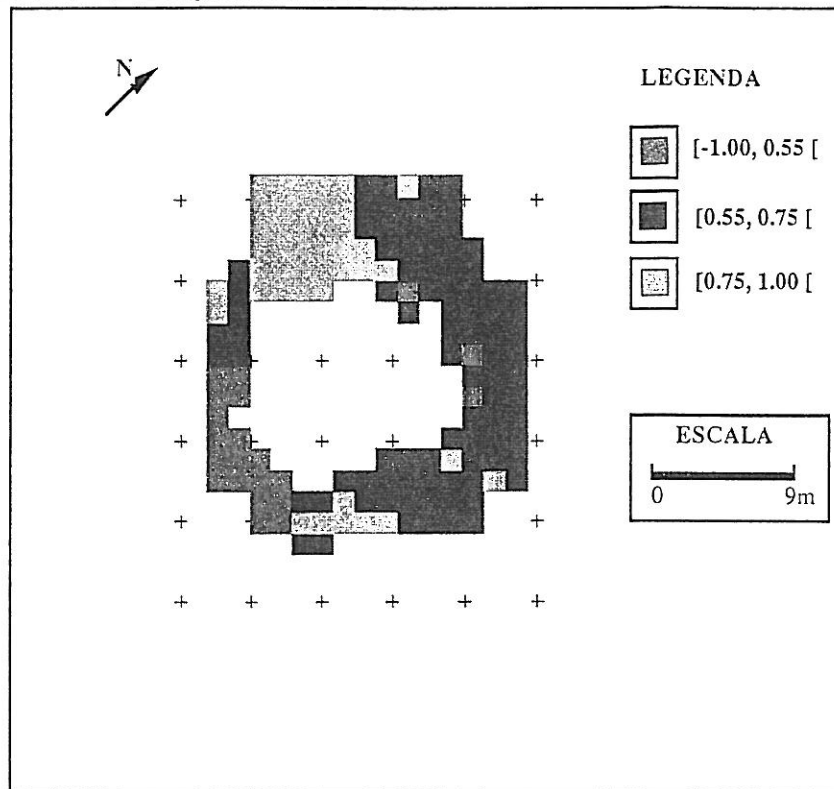 N
LEGENDA
[-1.00, 0.55 [
[0.55, 0.75 [
[0.75, 1.00 [
ESCALA
0 9m